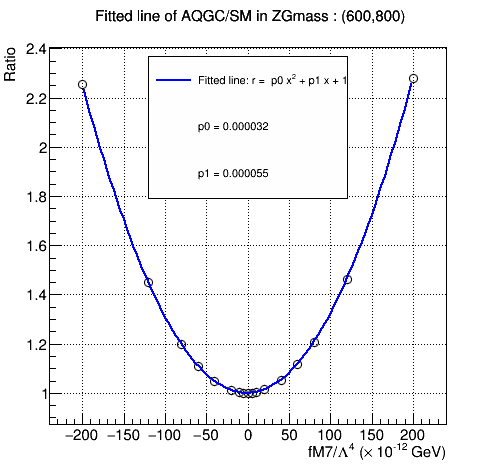 Fitted line of AQGC/SM in ZGmass : (600,800)
Ratio
2.4
2.2
2
1.8
1.6
1.4
1.2
1
Fitted line: r = p0 x² + p1 x + 1
p0 = 0.000032
p1 = 0.000055
−200 −150 −100 −50 0 50 100 150 200
fM7/Λ⁴ (× 10⁻¹² GeV)